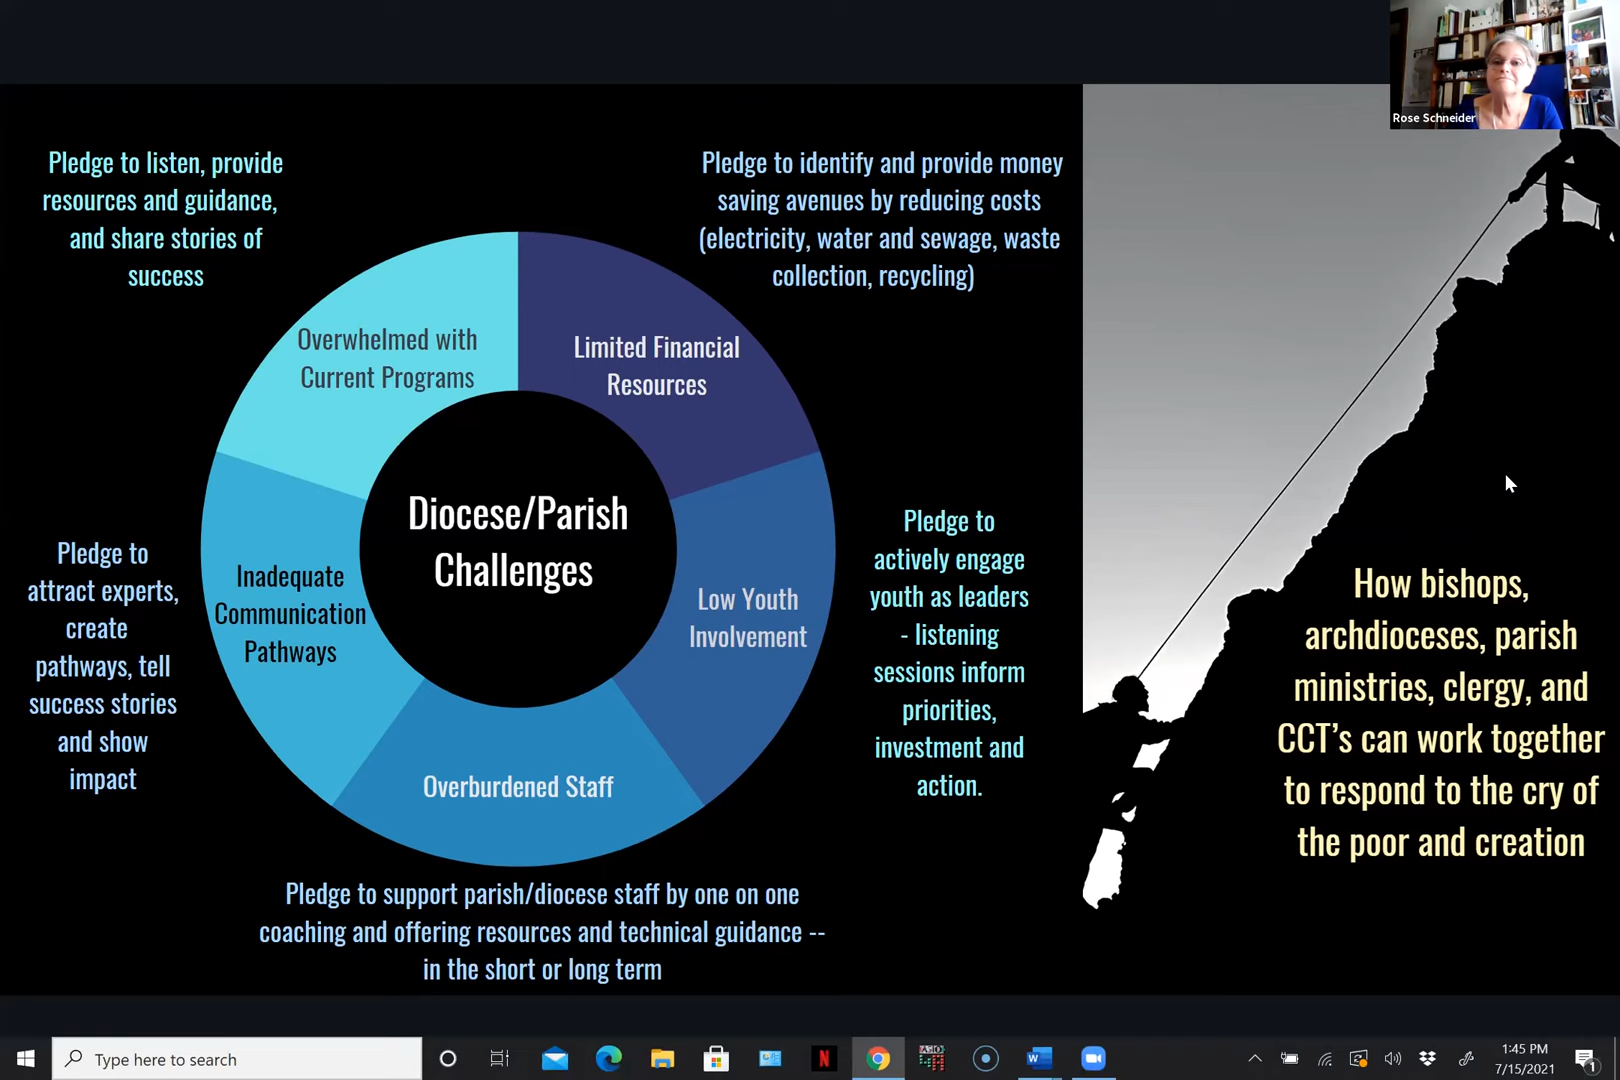 Rose Schneider
Pledge to listen, provide
resources and guidance,
and share stories of
success
Pledge to identify and provide money
saving avenues by reducing costs
(electricity, water and sewage, waste
collection, recycling)
Overwhelmed with
Current Programs
Limited Financial
Resources
Diocese/Parish
Challenges
Pledge to
attract experts,
create
pathways, tell
success stories
and show
impact
Inadequate
Communication
Pathways
Low Youth
Involvement
Pledge to
actively engage
youth as leaders
- listening
sessions inform
priorities,
investment and
action.
Overburdened Staff
Pledge to support parish/diocese staff by one on one
coaching and offering resources and technical guidance --
in the short or long term
How bishops,
archdioceses, parish
ministries, clergy, and
CCT's can work together
to respond to the cry of
the poor and creation
Type here to search
N
W
1:45 PM
7/15/2021
1